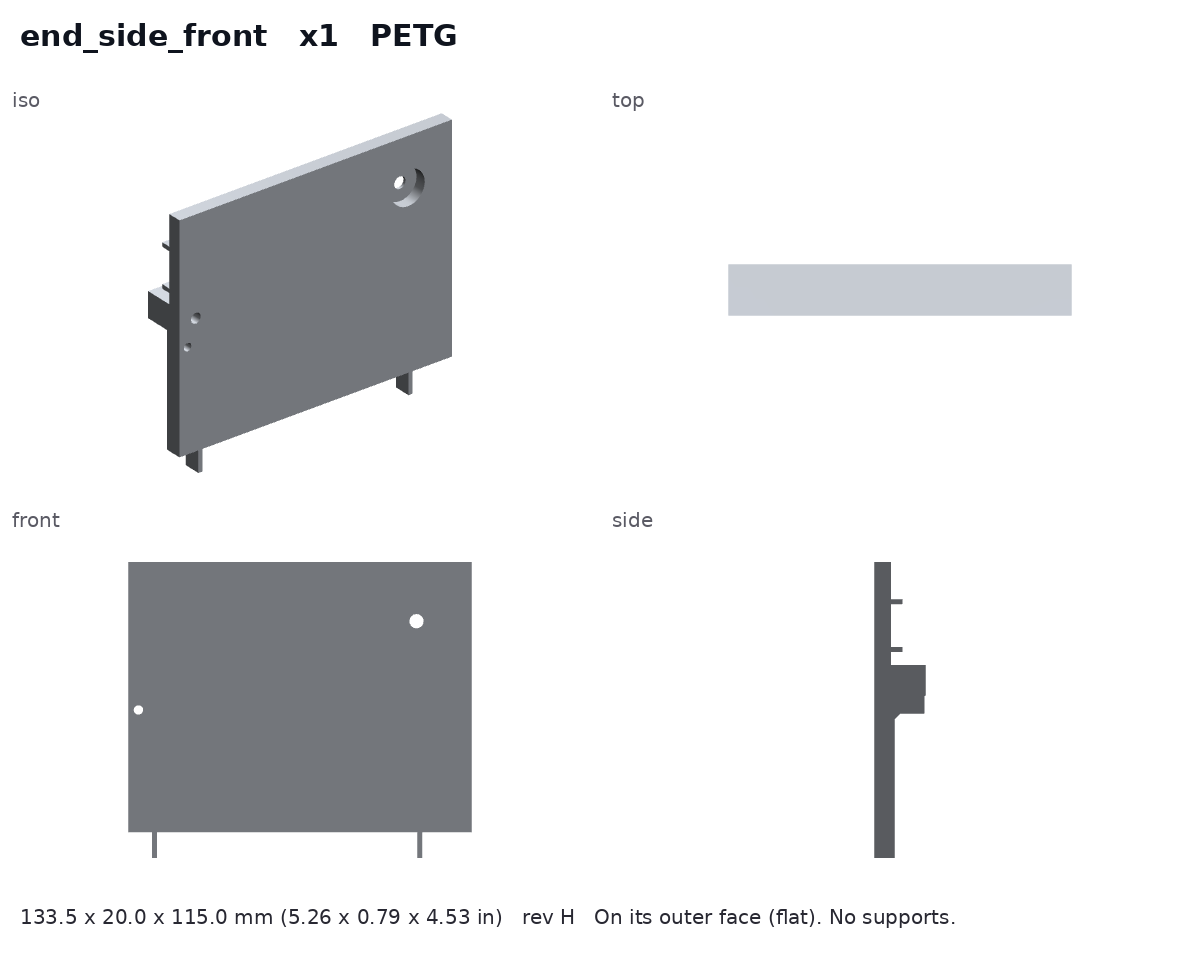 end_side_front x1 PETG
iso
top
front
side
133.5 x 20.0 x 115.0 mm (5.26 x 0.79 x 4.53 in) rev H On its outer face (flat). No supports.